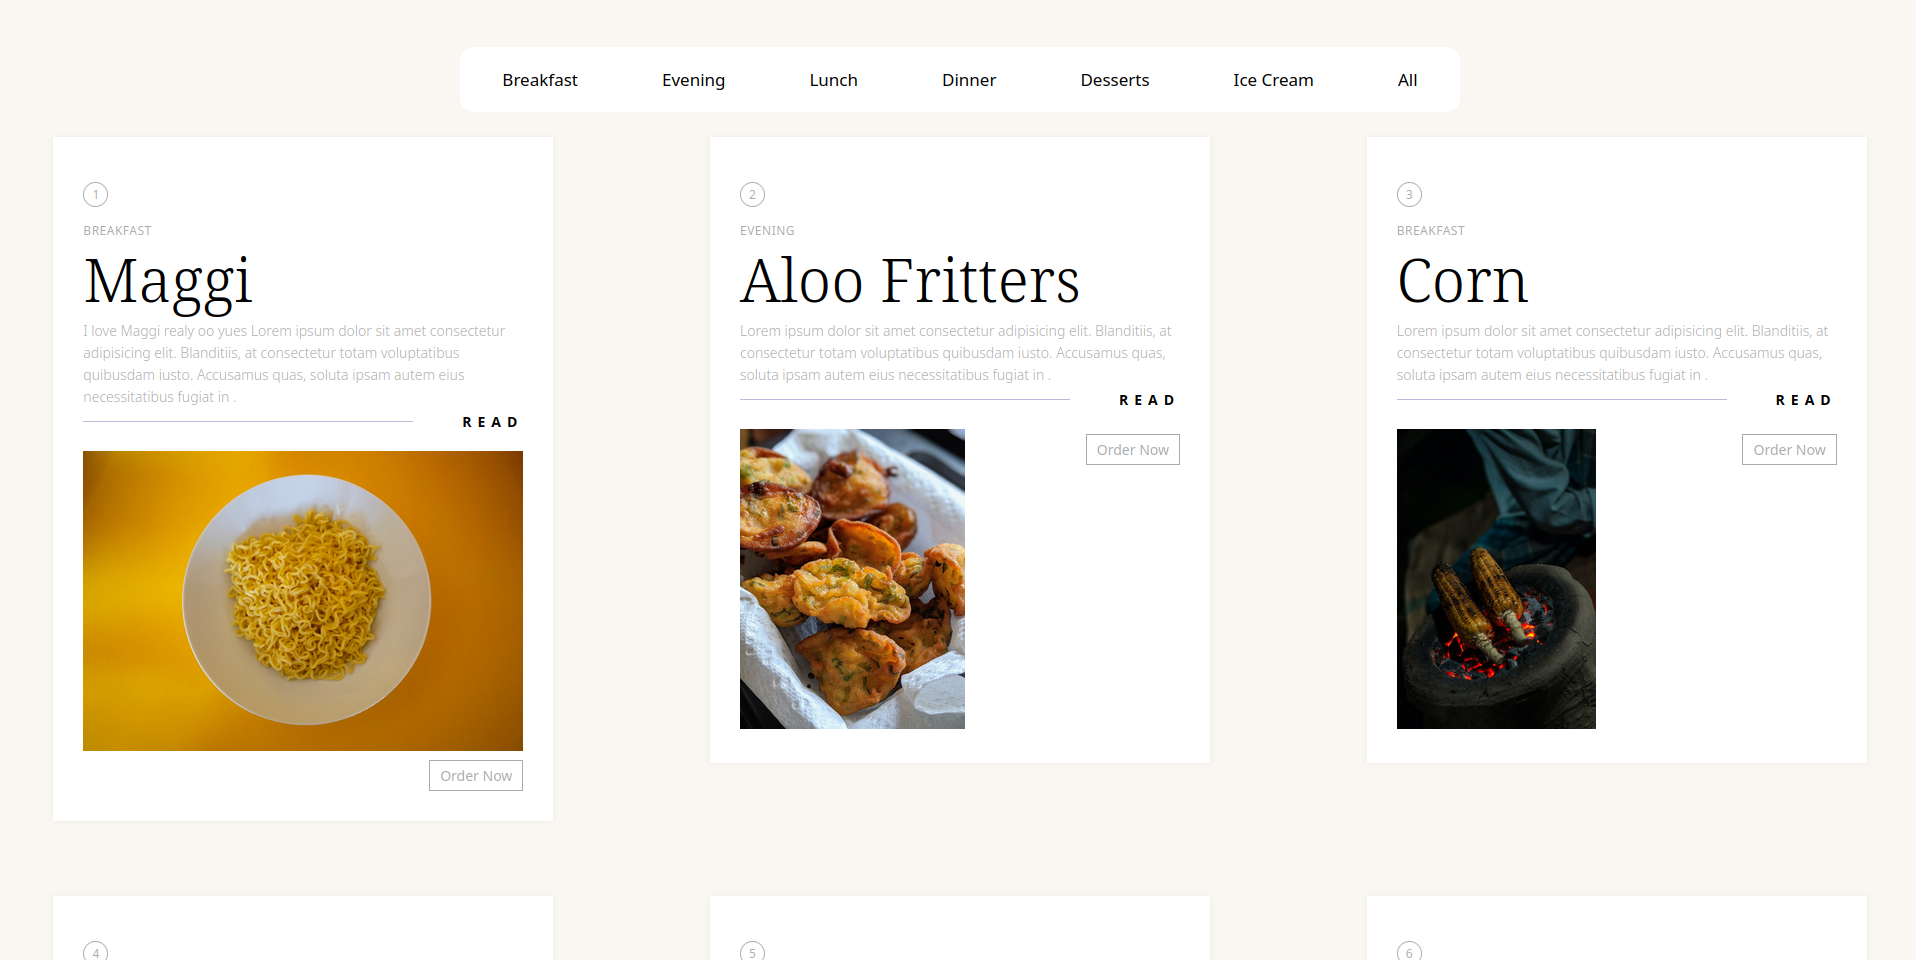 Breakfast Evening Lunch Dinner Desserts Ice Cream All
1
BREAKFAST
Maggi
I love Maggi realy oo yues Lorem ipsum dolor sit amet consectetur
adipisicing elit. Blanditiis, at consectetur totam voluptatibus
quibusdam iusto. Accusamus quas, soluta ipsam autem eius
necessitatibus fugiat in .
READ
Order Now
2
EVENING
Aloo Fritters
Lorem ipsum dolor sit amet consectetur adipisicing elit. Blanditiis, at
consectetur totam voluptatibus quibusdam iusto. Accusamus quas,
soluta ipsam autem eius necessitatibus fugiat in .
READ
Order Now
3
BREAKFAST
Corn
Lorem ipsum dolor sit amet consectetur adipisicing elit. Blanditiis, at
consectetur totam voluptatibus quibusdam iusto. Accusamus quas,
soluta ipsam autem eius necessitatibus fugiat in .
READ
Order Now
4
5
6